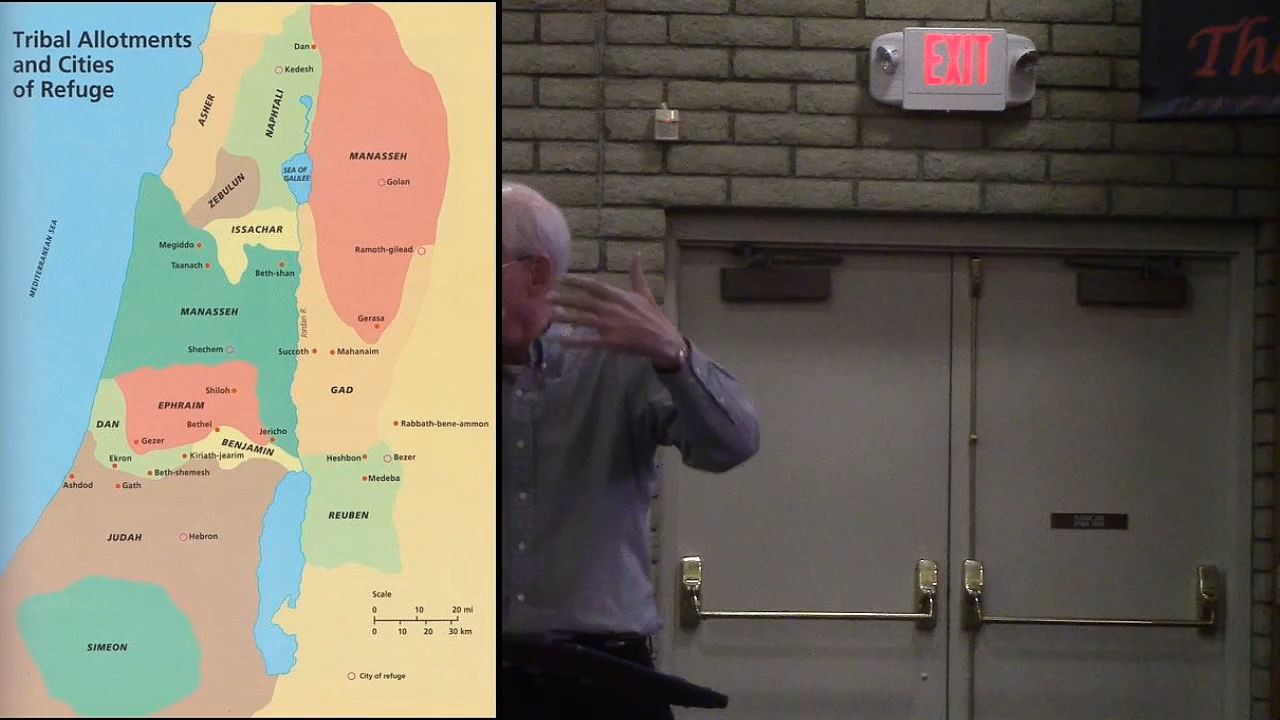 Tribal Allotments
and Cities
of Refuge
Dan
Kedesh
ASHER
NAPHTALI
MANASSEH
SEA OF
GALILEE
Golan
ZEBULUN
ISSACHAR
MEDITERRANEAN SEA
Megiddo
Ramoth-gilead
Taanach
Beth-shan
MANASSEH
Jordan R.
Gerasa
Shechem
Succoth
Mahanaim
Shiloh
GAD
EPHRAIM
DAN
Bethel
Jericho
Rabbath-bene-ammon
Gezer
BENJAMIN
Ekron
Kiriath-jearim
Heshbon
Bezer
Beth-shemesh
Medeba
Ashdod
Gath
REUBEN
JUDAH
Hebron
Scale
0 10 20 mi
0 10 20 30 km
SIMEON
City of refuge
EXIT